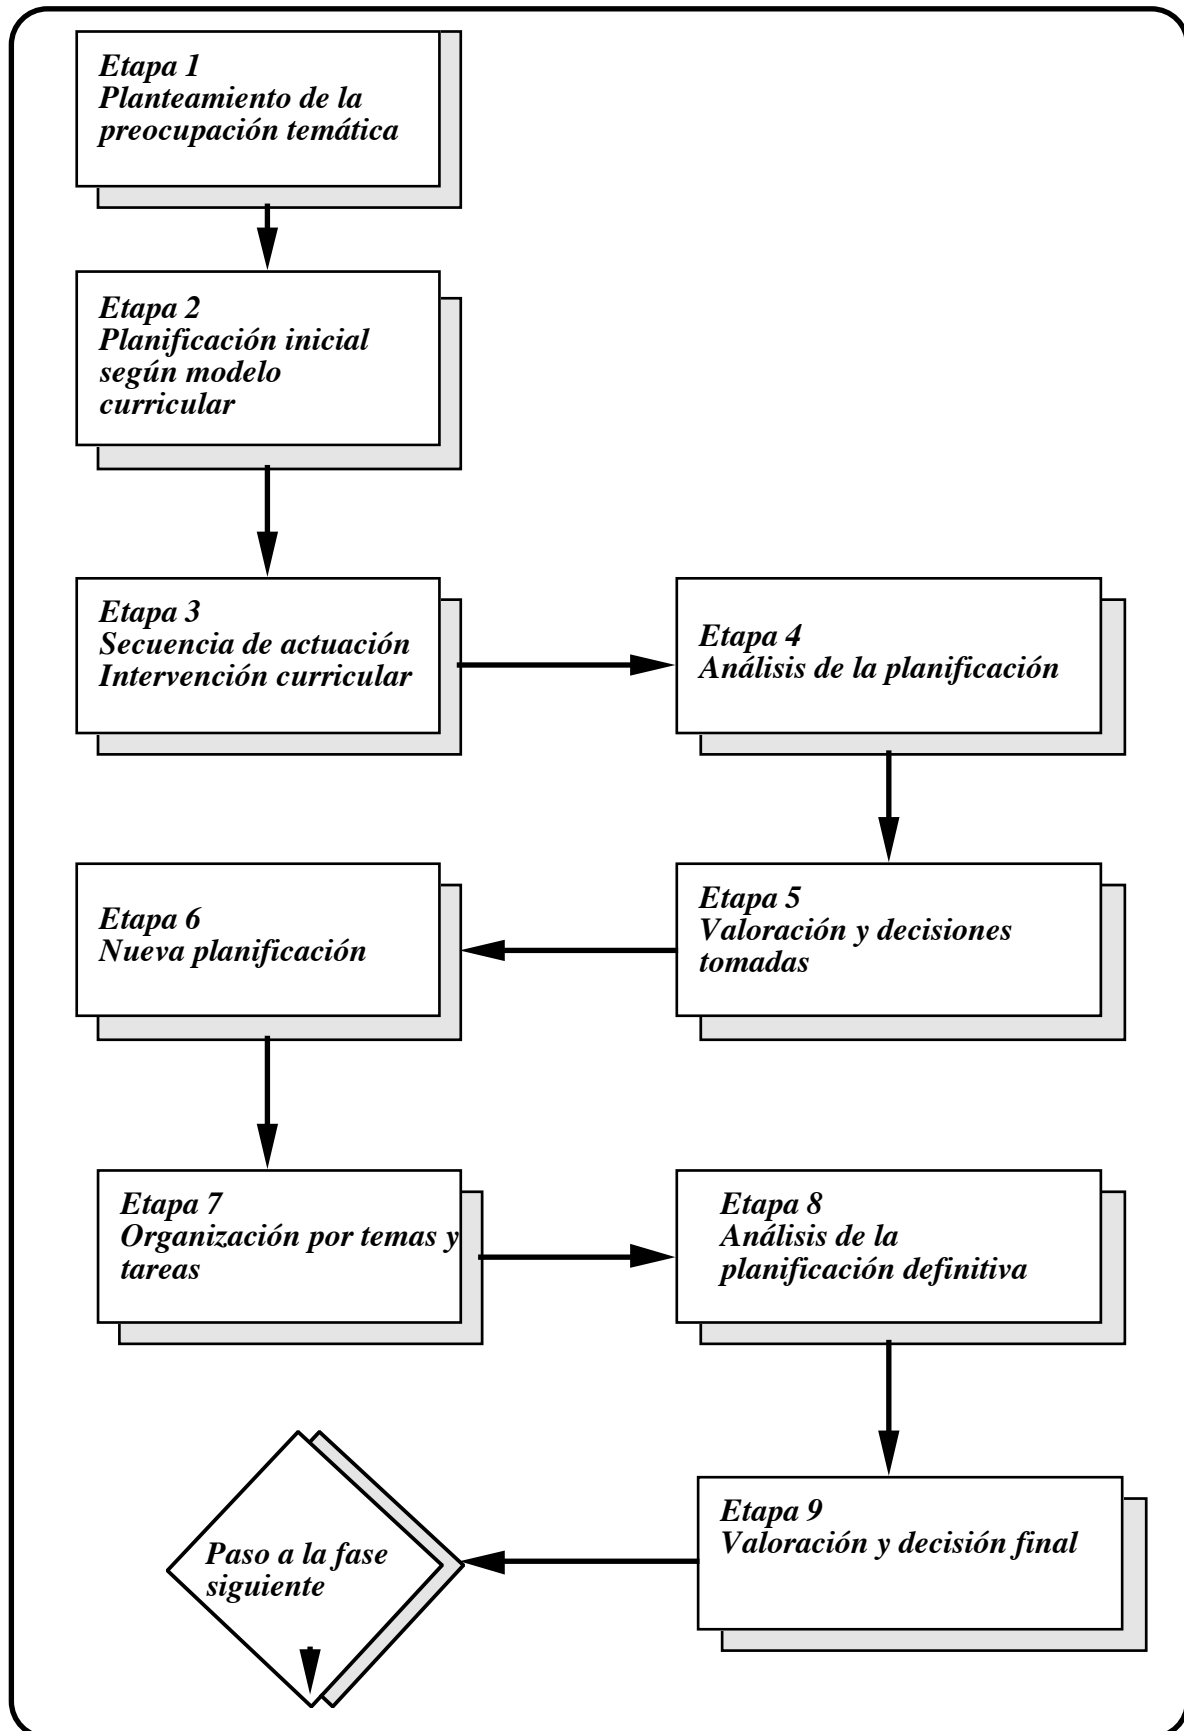 Etapa 1
Planteamiento de la
preocupación temática
Etapa 2
Planificación inicial
según modelo
curricular
Etapa 3
Secuencia de actuación
Intervención curricular
Etapa 4
Análisis de la planificación
Etapa 5
Valoración y decisiones
tomadas
Etapa 6
Nueva planificación
Etapa 7
Organización por temas y
tareas
Etapa 8
Análisis de la
planificación definitiva
Etapa 9
Valoración y decisión final
Paso a la fase
siguiente